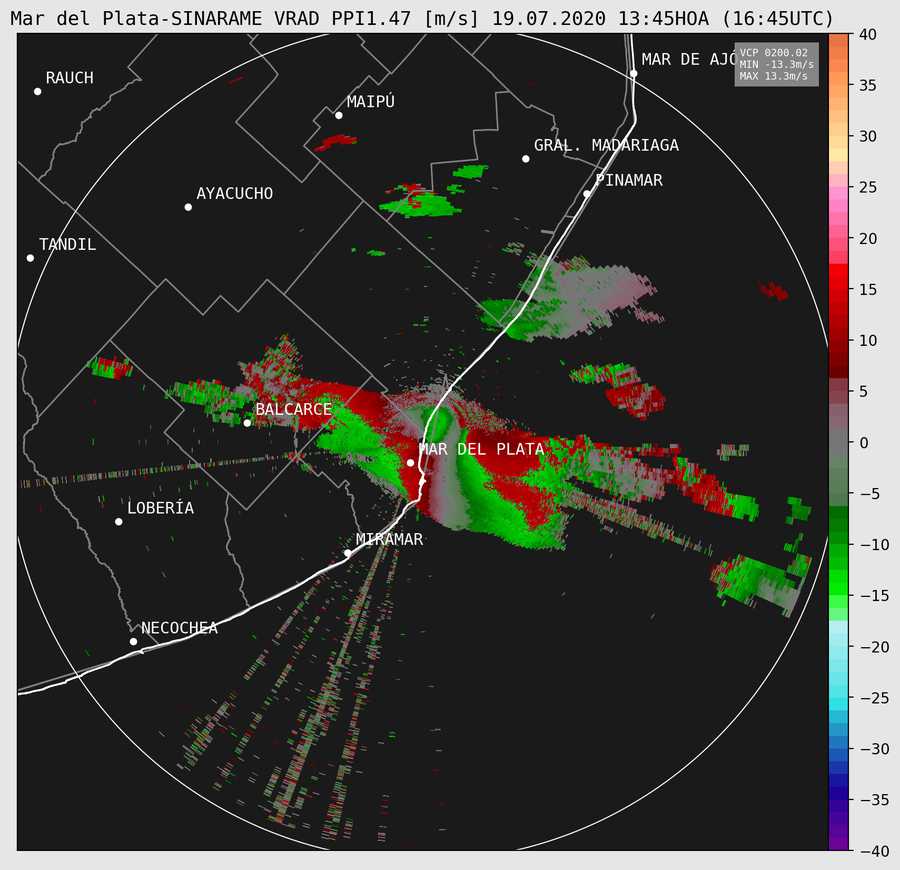 Mar del Plata-SINARAME VRAD PPI1.47 [m/s] 19.07.2020 13:45HOA (16:45UTC)
MAR DE AJÓ
VCP 0200.02
MIN -13.3m/s
MAX 13.3m/s
RAUCH
MAIPÚ
GRAL. MADARIAGA
PINAMAR
AYACUCHO
TANDIL
BALCARCE
MAR DEL PLATA
LOBERÍA
MIRAMAR
NECOCHEA
40
35
30
25
20
15
10
5
0
−5
−10
−15
−20
−25
−30
−35
−40